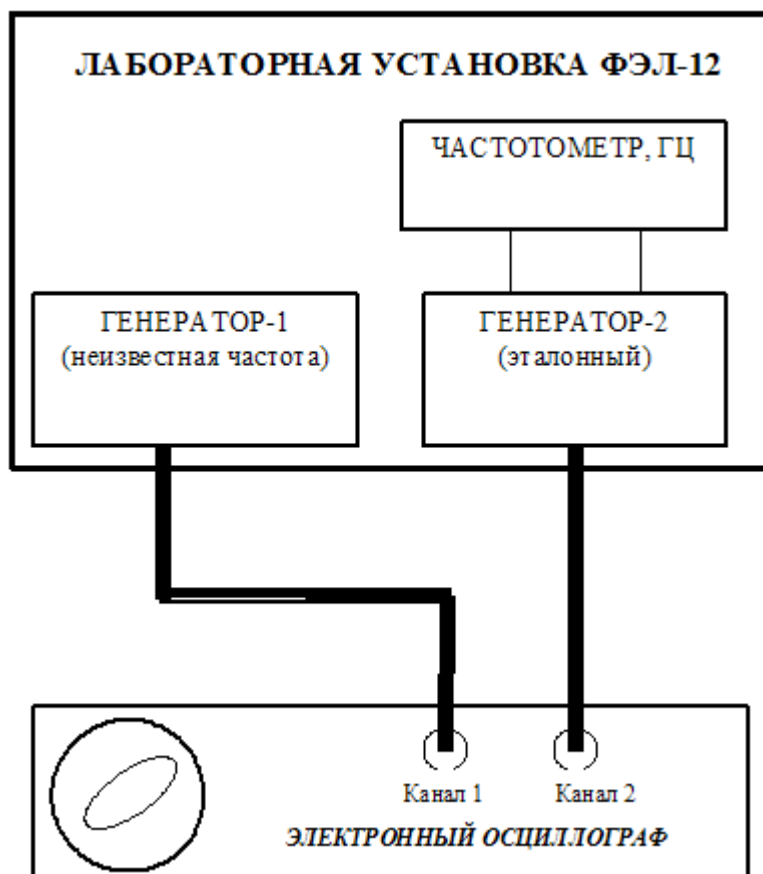 ЛАБОРАТОРНАЯ УСТАНОВКА ФЭЛ-12
ЧАСТОТОМЕТР, ГЦ
ГЕНЕРАТОР-1
(неизвестная частота)
ГЕНЕРАТОР-2
(эталонный)
Канал 1
Канал 2
ЭЛЕКТРОННЫЙ ОСЦИЛЛОГРАФ